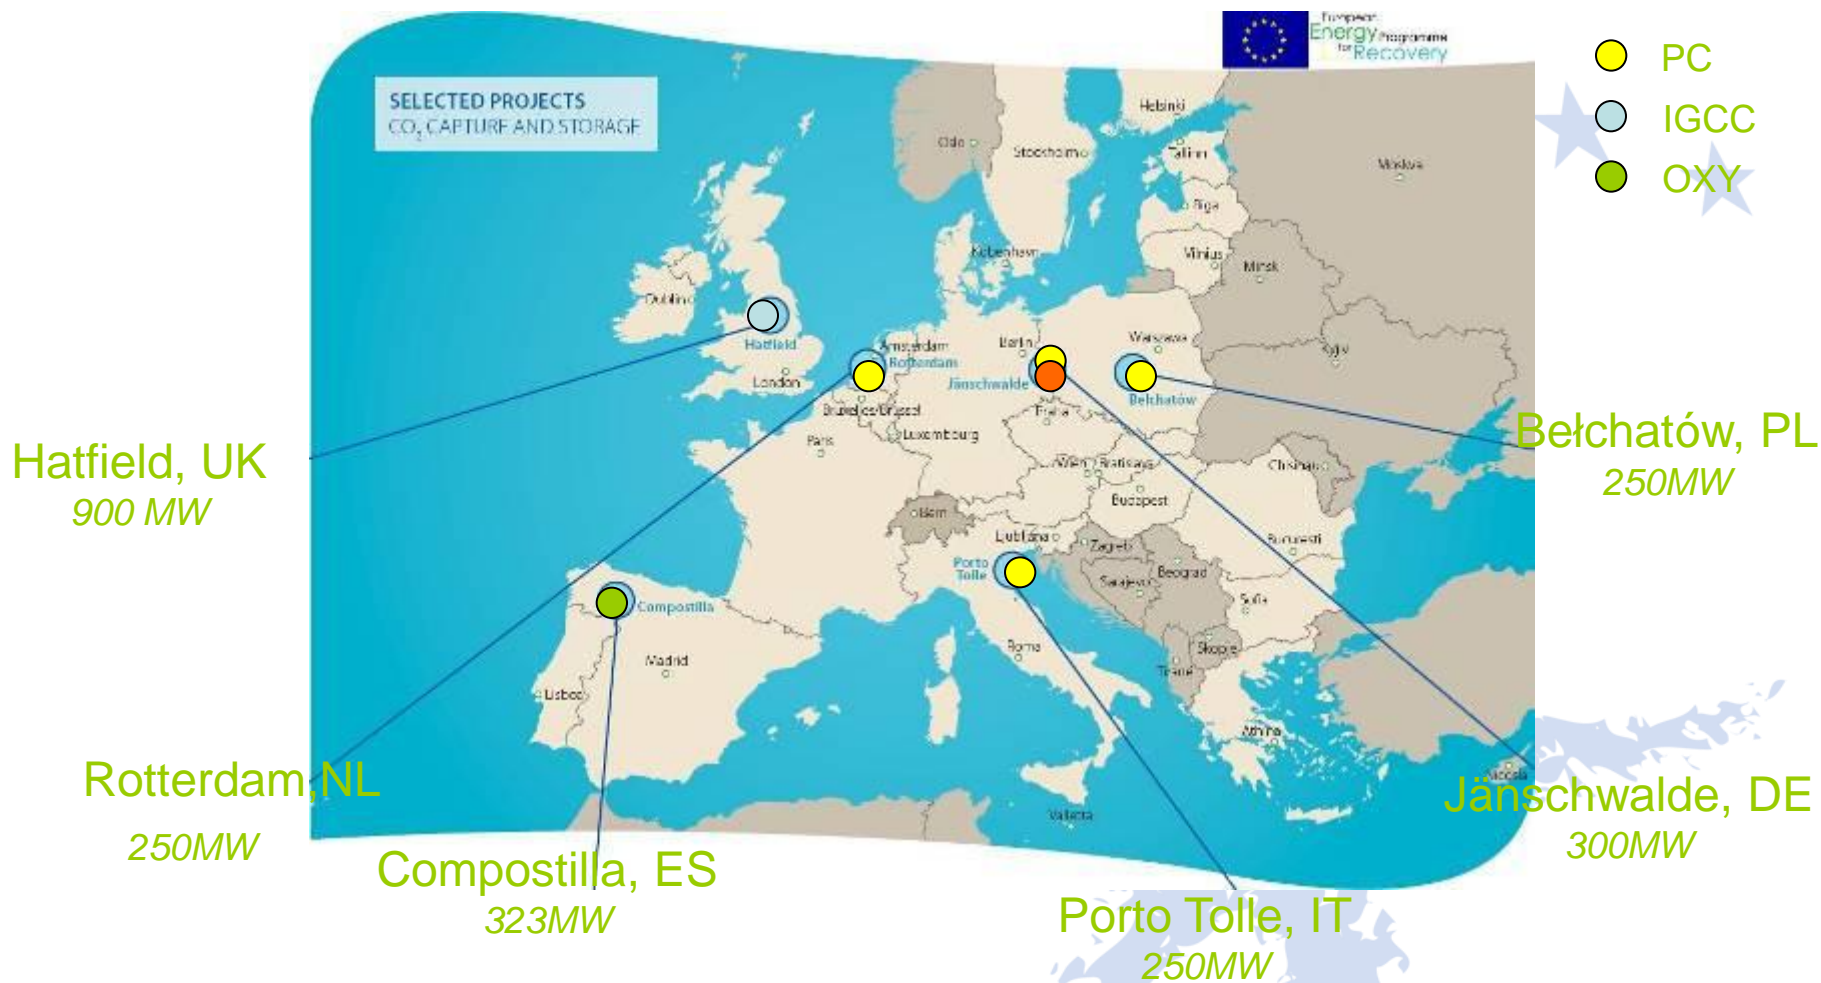 European
Energy Programme
for Recovery
SELECTED PROJECTS
CO₂ CAPTURE AND STORAGE
PC
IGCC
OXY
Helsinki
Oslo
Stockholm
Tallinn
Moskva
Riga
København
Vilnius
Minsk
Dublin
Hatfield
Amsterdam
Rotterdam
Berlin
Warszawa
Kyjiv
London
Jänschwalde
Bełchatów
Bruxelles/Brussel
Praha
Paris
Luxembourg
Wien
Bratislava
Chisinau
Budapest
Bern
Ljubljana
Zagreb
Bucuresti
Porto
Tolle
Sarajevo
Beograd
Sofia
Compostilla
Madrid
Roma
Skopje
Tiranë
Lisboa
Athina
Nicosia
Valletta
Hatfield, UK
900 MW
Bełchatów, PL
250MW
Rotterdam,NL
250MW
Jänschwalde, DE
300MW
Compostilla, ES
323MW
Porto Tolle, IT
250MW